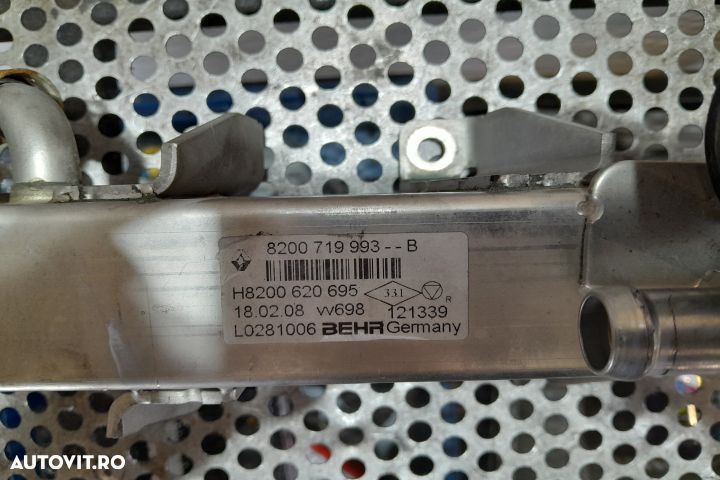 8200 719 993 - - B
H8200 620 695 331 R
18.02.08 vv698 121339
L0281006 BEHR Germany
AUTOVIT.RO